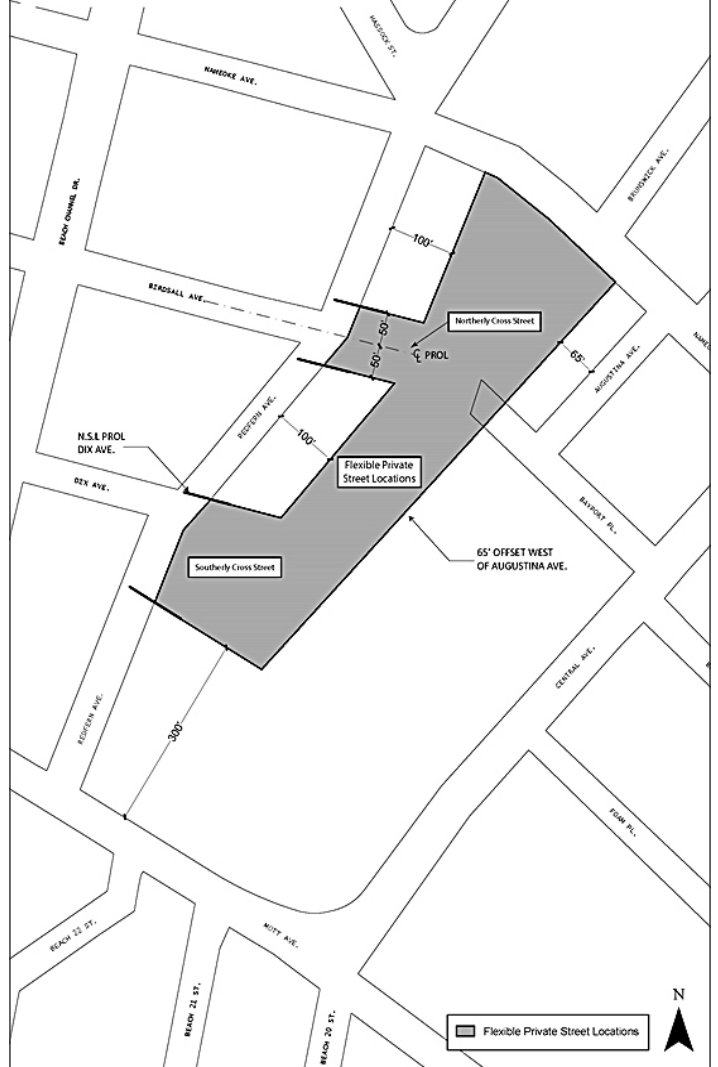 HASSOCK ST.
NAMEOKE AVE.
BRUNSWICK AVE.
BEACH CHANNEL DR.
100'
BIRDSALL AVE.
50'
Northerly Cross Street
℄ PROL
50'
65'
AUGUSTINA AVE.
REDFERN AVE.
N.S.L PROL
DIX AVE.
100'
Flexible Private
Street Locations
DIX AVE.
BAYPORT PL.
65' OFFSET WEST
OF AUGUSTINA AVE.
Southerly Cross Street
CENTRAL AVE.
REDFERN AVE.
300'
FOAM PL.
BEACH 22 ST.
MOTT AVE.
BEACH 21 ST.
BEACH 20 ST.
N
Flexible Private Street Locations